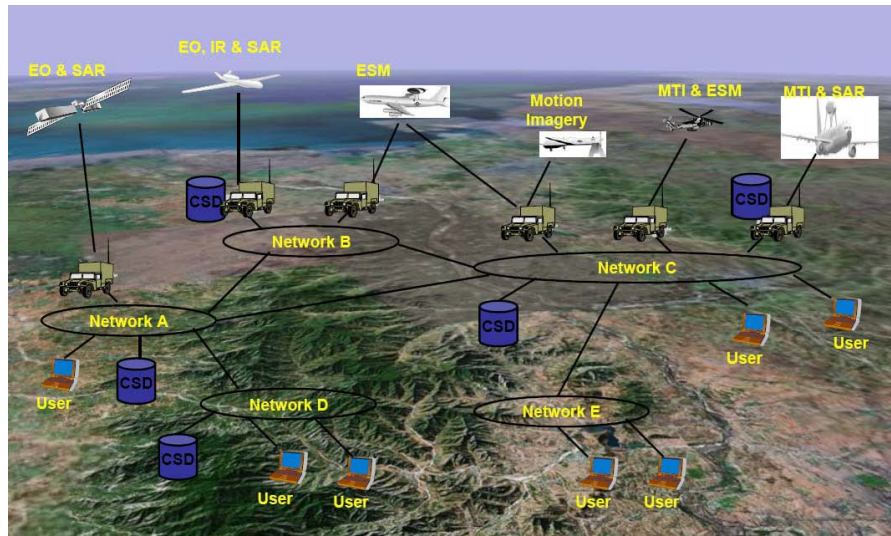 EO, IR & SAR
EO & SAR
ESM
MTI & ESM
MTI & SAR
Motion
Imagery
CSD
CSD
Network B
Network C
Network A
CSD
User
User
CSD
User
Network D
Network E
CSD
User
User
User
User